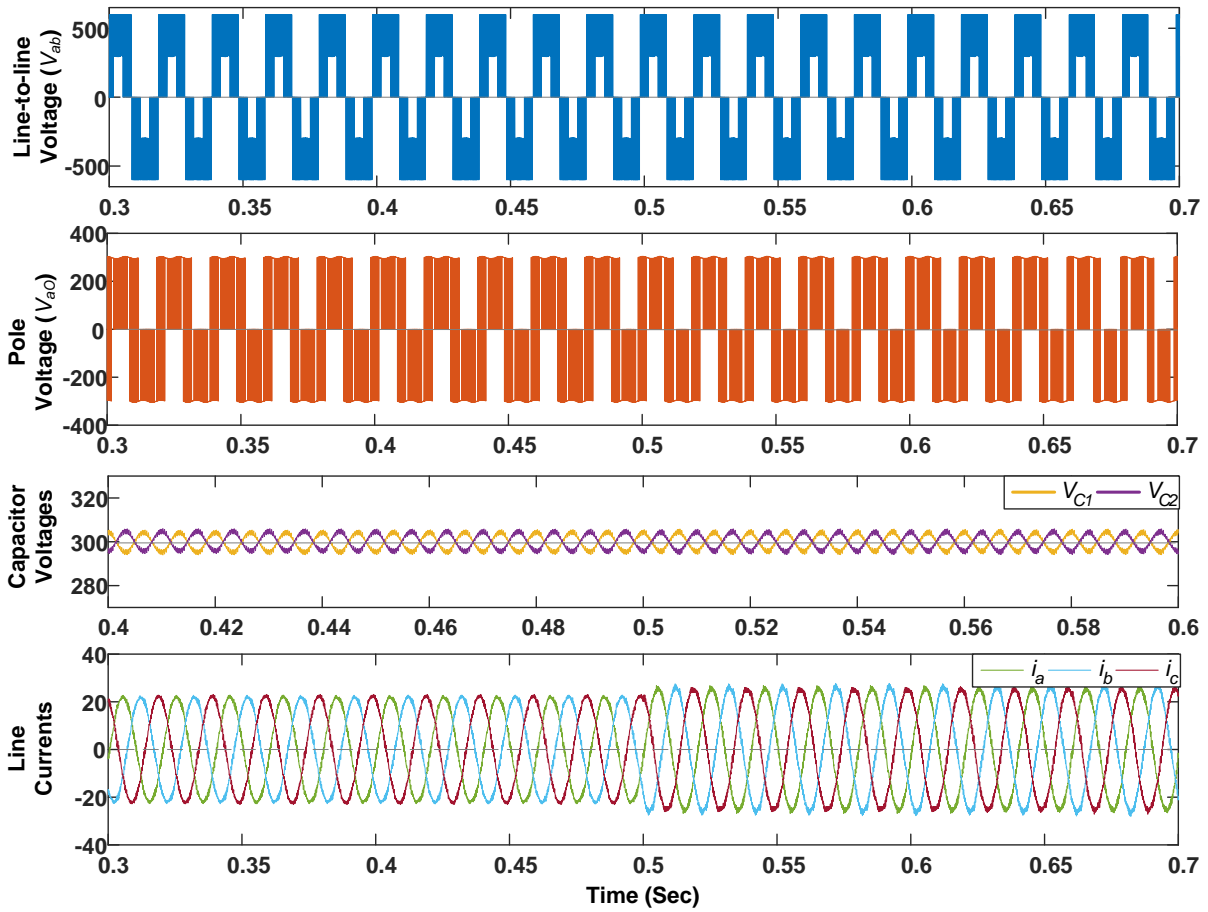 Line-to-line
Voltage (Vab)
500
0
-500
0.3 0.35 0.4 0.45 0.5 0.55 0.6 0.65 0.7
Pole
Voltage (Va0)
400
200
0
-200
-400
0.3 0.35 0.4 0.45 0.5 0.55 0.6 0.65 0.7
Capacitor
Voltages
320
300
280
VC1 VC2
0.4 0.42 0.44 0.46 0.48 0.5 0.52 0.54 0.56 0.58 0.6
Line
Currents
40
20
0
-20
-40
ia ib ic
0.3 0.35 0.4 0.45 0.5 0.55 0.6 0.65 0.7
Time (Sec)